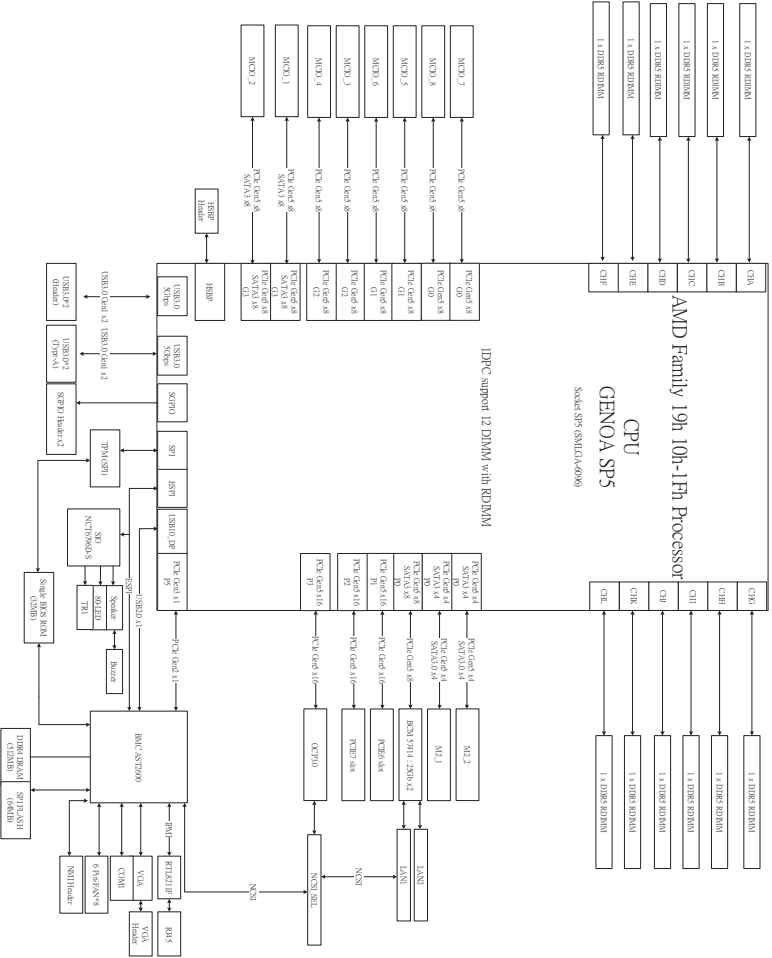 1 x DDR5 RDIMM
1 x DDR5 RDIMM
1 x DDR5 RDIMM
1 x DDR5 RDIMM
1 x DDR5 RDIMM
1 x DDR5 RDIMM
CHA
CHB
CHC
CHD
CHE
CHF
AMD Family 19h 10h-1Fh Processor
CPU
GENOA SP5
Socket SP5 (SMLGA-6096)
CHG
CHH
CHI
CHJ
CHK
CHL
1 x DDR5 RDIMM
1 x DDR5 RDIMM
1 x DDR5 RDIMM
1 x DDR5 RDIMM
1 x DDR5 RDIMM
1 x DDR5 RDIMM
1DPC support 12 DIMM with RDIMM
MCIO_7
MCIO_8
MCIO_5
MCIO_6
MCIO_3
MCIO_4
MCIO_1
MCIO_2
PCIe Gen5 x8
PCIe Gen5 x8
PCIe Gen5 x8
PCIe Gen5 x8
PCIe Gen5 x8
PCIe Gen5 x8
PCIe Gen5 x8
SATA3 x8
PCIe Gen5 x8
SATA3 x8
PCIe Gen5 x8
G0
PCIe Gen5 x8
G0
PCIe Gen5 x8
G1
PCIe Gen5 x8
G1
PCIe Gen5 x8
G2
PCIe Gen5 x8
G2
PCIe Gen5 x8
SATA3 x8
G3
PCIe Gen5 x8
SATA3 x8
G3
HSBP
Header
HSBP
USB3.0
5Gbps
USB3.0 Gen1 x2
USB3.0*2
(Header)
USB3.0
5Gbps
USB3.0 Gen1 x2
USB3.0*2
(Type-A)
SGPIO
SGPIO Header x2
SPI
TPM (SPI)
ESPI
USB10_DP
PCIe Gen3 x1
P5
PCIe Gen5 x4
SATA3 x4
P0
PCIe Gen5 x4
SATA3 x4
P0
PCIe Gen5 x8
SATA3 x8
P0
PCIe Gen5 x16
P1
PCIe Gen5 x16
P2
PCIe Gen5 x16
P3
PCIe Gen5 x4
SATA3.0 x4
PCIe Gen5 x4
SATA3.0 x4
PCIe Gen5 x8
PCIe Gen5 x16
PCIe Gen5 x16
PCIe Gen5 x16
M2_2
M2_1
BCM 57414 : 25Gb x2
PCIE6 slot
PCIE7 slot
OCP3.0
LAN2
LAN1
NCSI
NCSI_SEL
NCSI
SIO
NCT6796D-S
Speaker
80-LED
TR1
Buzzer
ESPI
USB2.0 x1
PCIe Gen2 x1
Single BIOS ROM
(32MB)
BMC AST2600
DDR4 DRAM
(512MB)
SPI FLASH
(64MB)
IPMI
RTL8211F
RJ45
VGA
VGA
Header
COM1
6 Pin-FAN*8
NMI Header